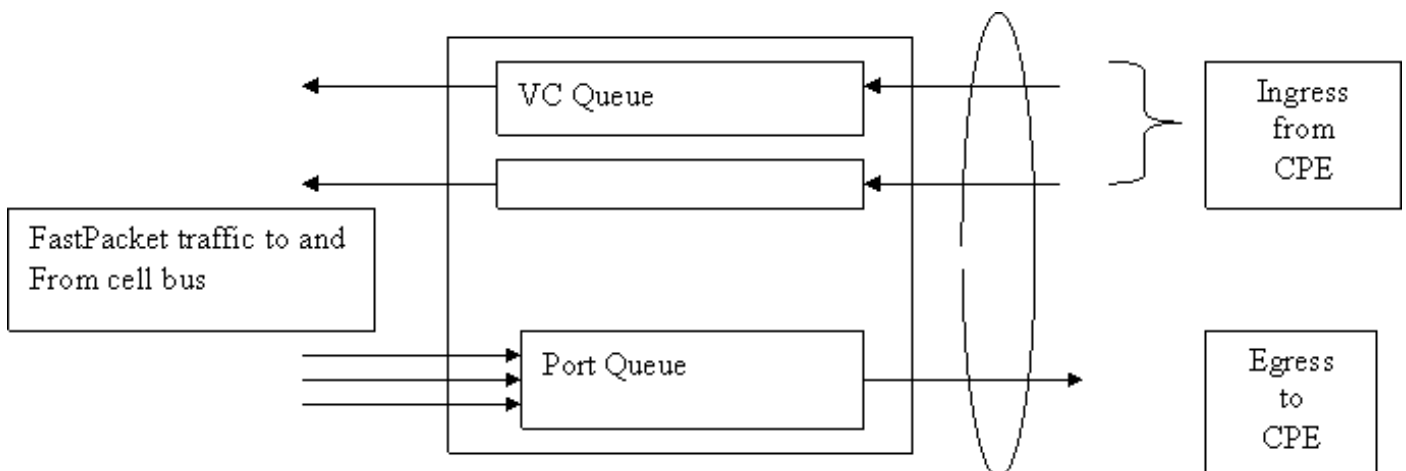 VC Queue
Ingress
from
CPE
FastPacket traffic to and
From cell bus
Port Queue
Egress
to
CPE